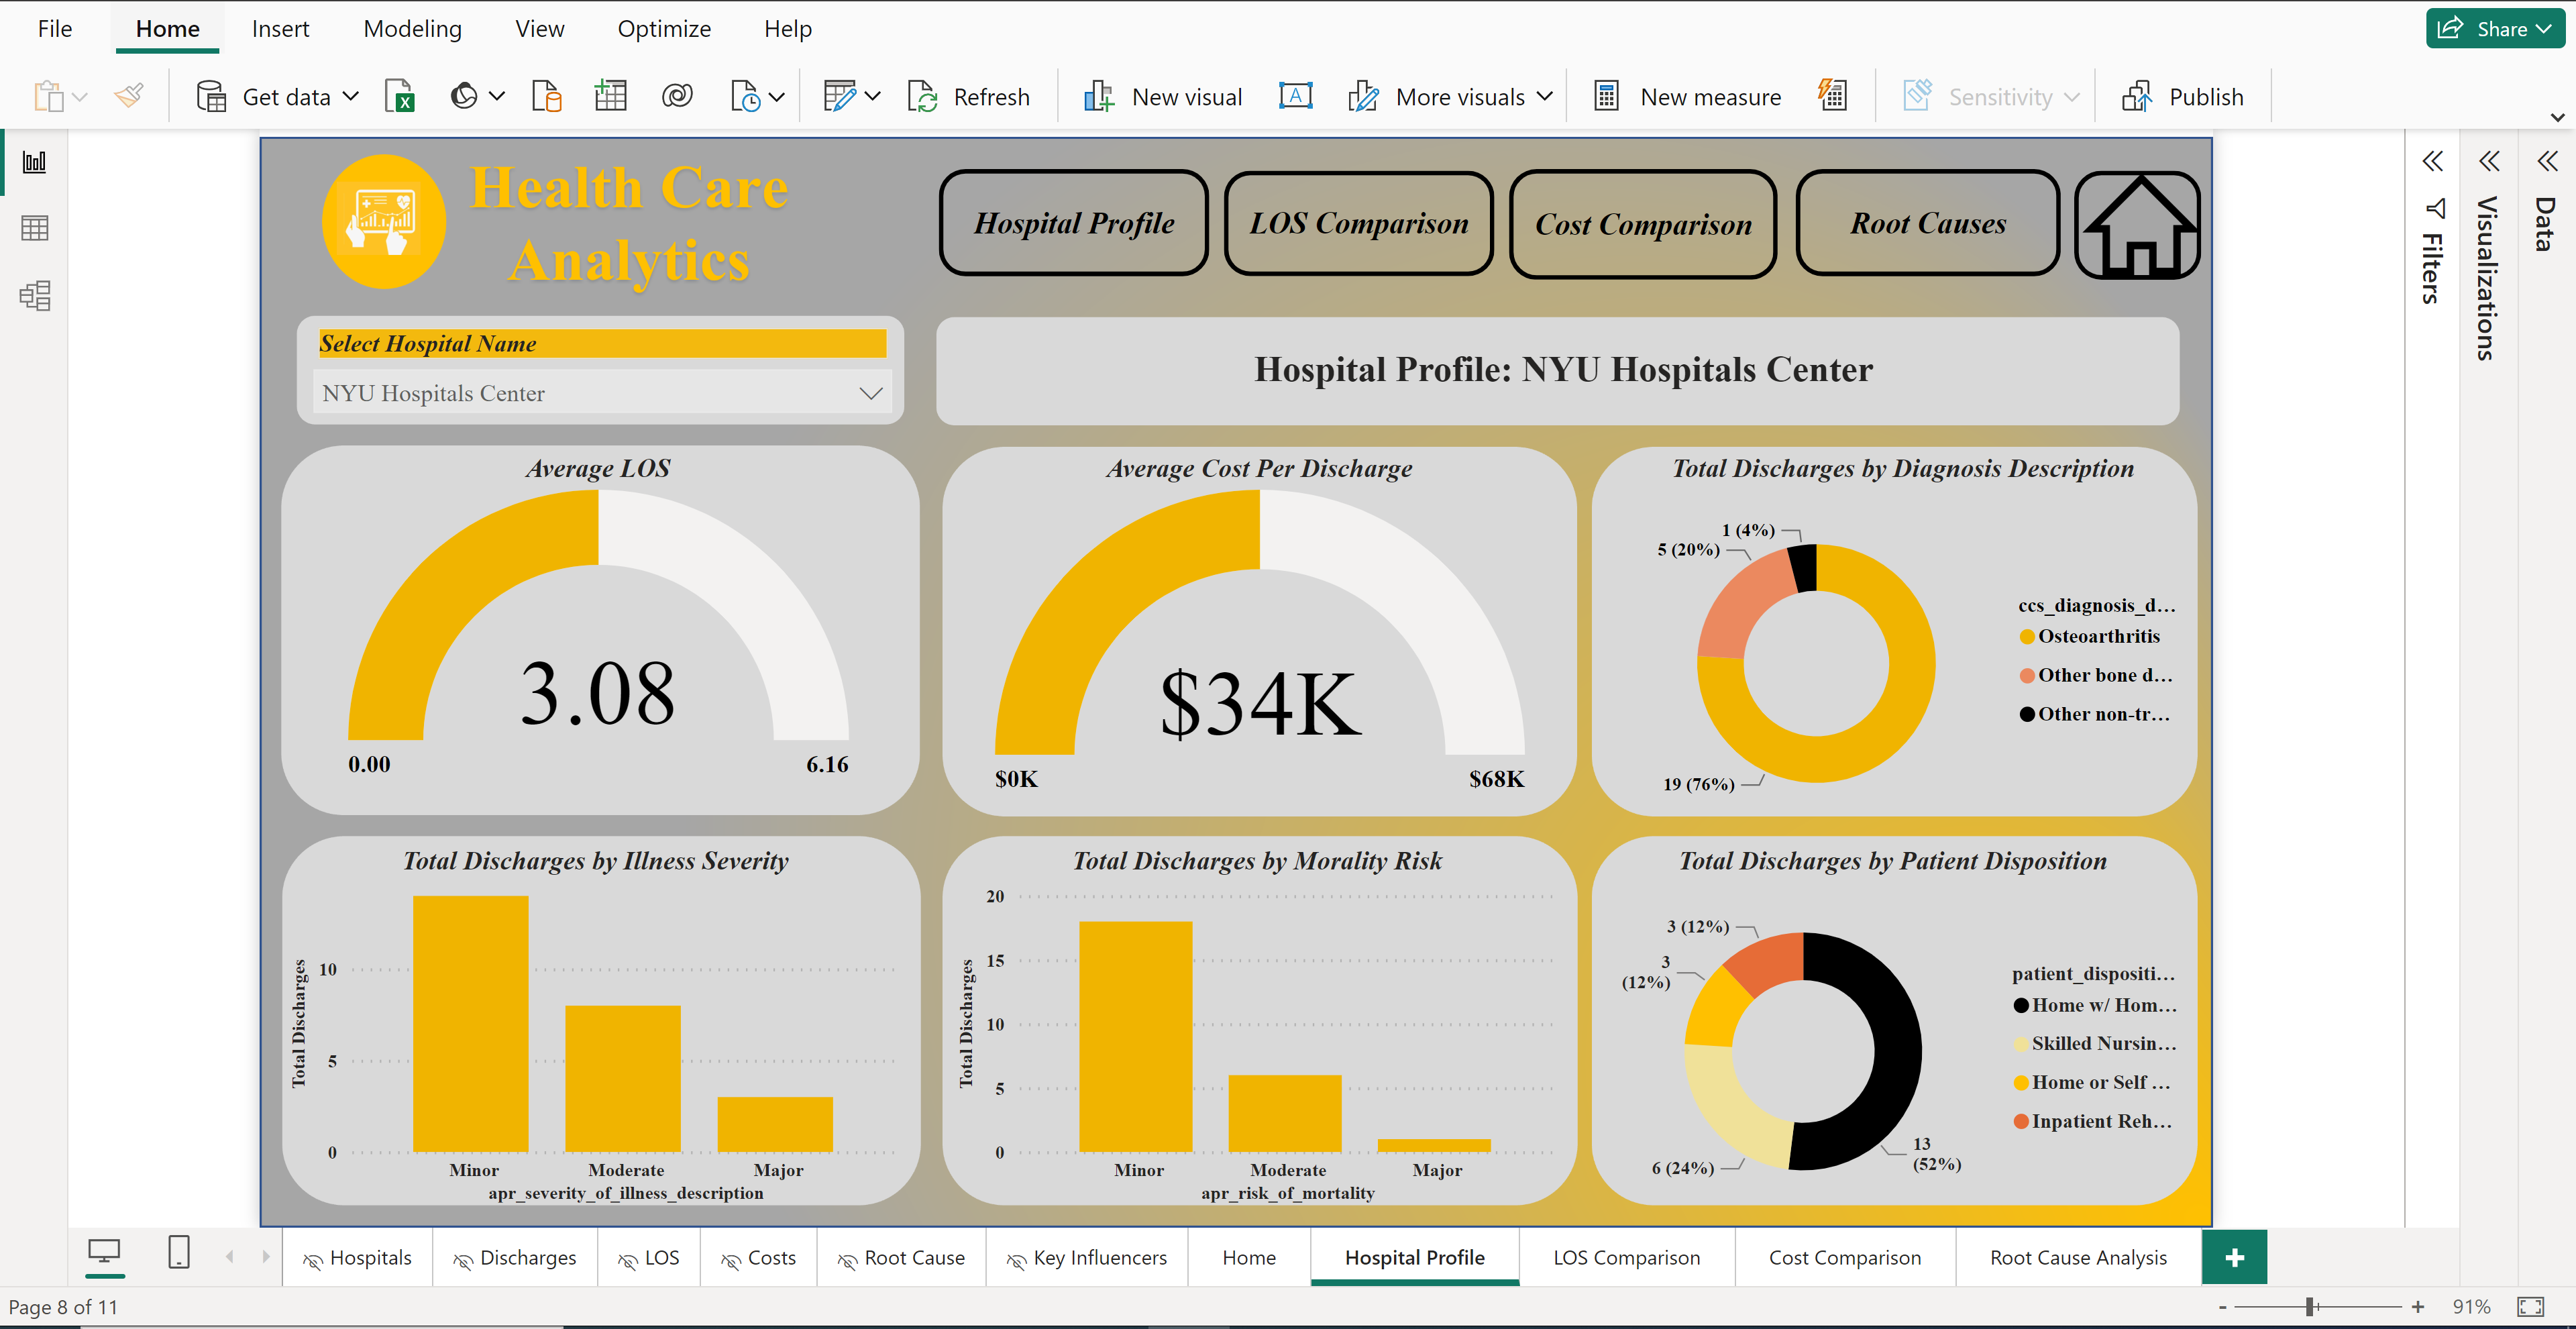 File Home Insert Modeling View Optimize Help Share
Get data Refresh New visual More visuals New measure Sensitivity Publish
Health Care
Analytics
Hospital Profile LOS Comparison Cost Comparison Root Causes
Filters
Visualizations
Data
Select Hospital Name
NYU Hospitals Center
Hospital Profile: NYU Hospitals Center
Average LOS
3.08
0.00 6.16
Average Cost Per Discharge
$34K
$0K $68K
Total Discharges by Diagnosis Description
1 (4%)
5 (20%)
19 (76%)
ccs_diagnosis_d...
Osteoarthritis
Other bone d...
Other non-tr...
Total Discharges by Illness Severity
Total Discharges
10
5
0
Minor Moderate Major
apr_severity_of_illness_description
Total Discharges by Morality Risk
Total Discharges
20
15
10
5
0
Minor Moderate Major
apr_risk_of_mortality
Total Discharges by Patient Disposition
3 (12%)
3
(12%)
6 (24%)
13
(52%)
patient_dispositi...
Home w/ Hom...
Skilled Nursin...
Home or Self ...
Inpatient Reh...
Hospitals Discharges LOS Costs Root Cause Key Influencers Home Hospital Profile LOS Comparison Cost Comparison Root Cause Analysis +
Page 8 of 11
- + 91%